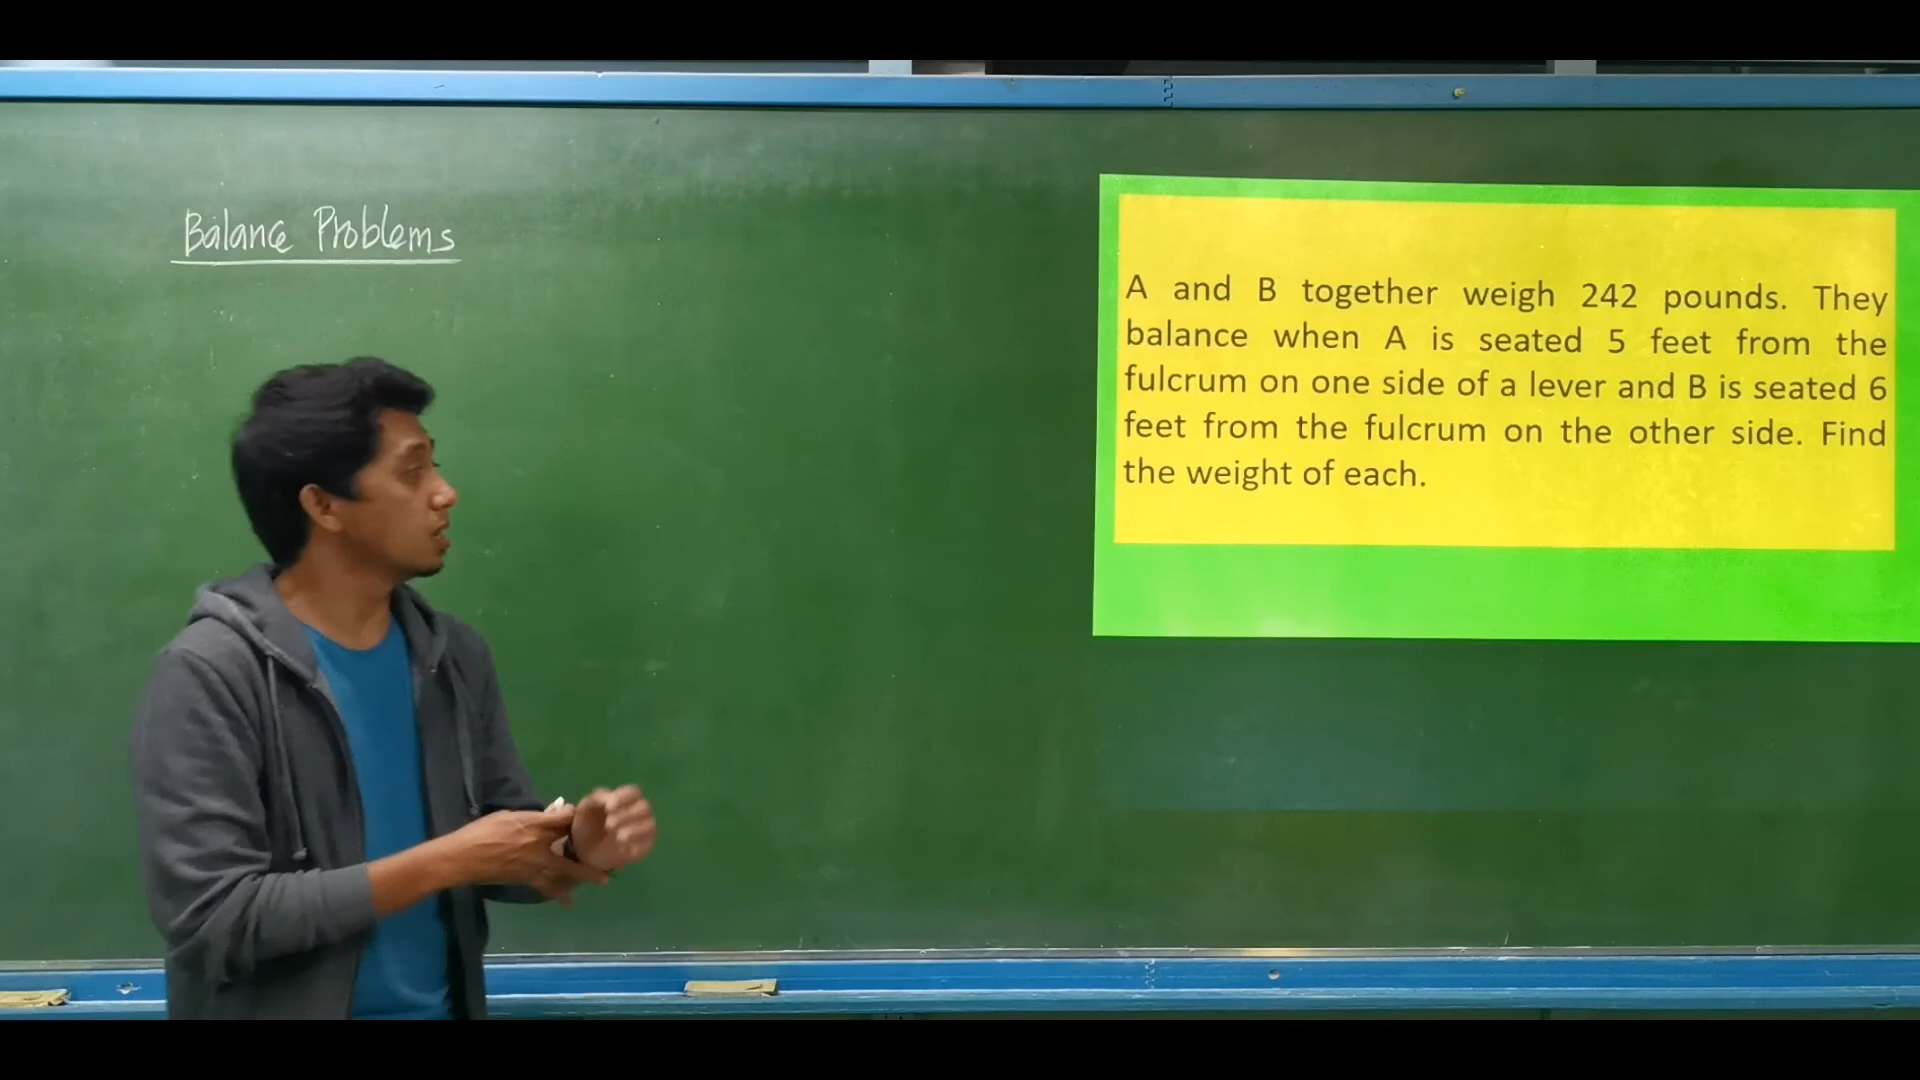 Balance Problems
A and B together weigh 242 pounds. They
balance when A is seated 5 feet from the
fulcrum on one side of a lever and B is seated 6
feet from the fulcrum on the other side. Find
the weight of each.